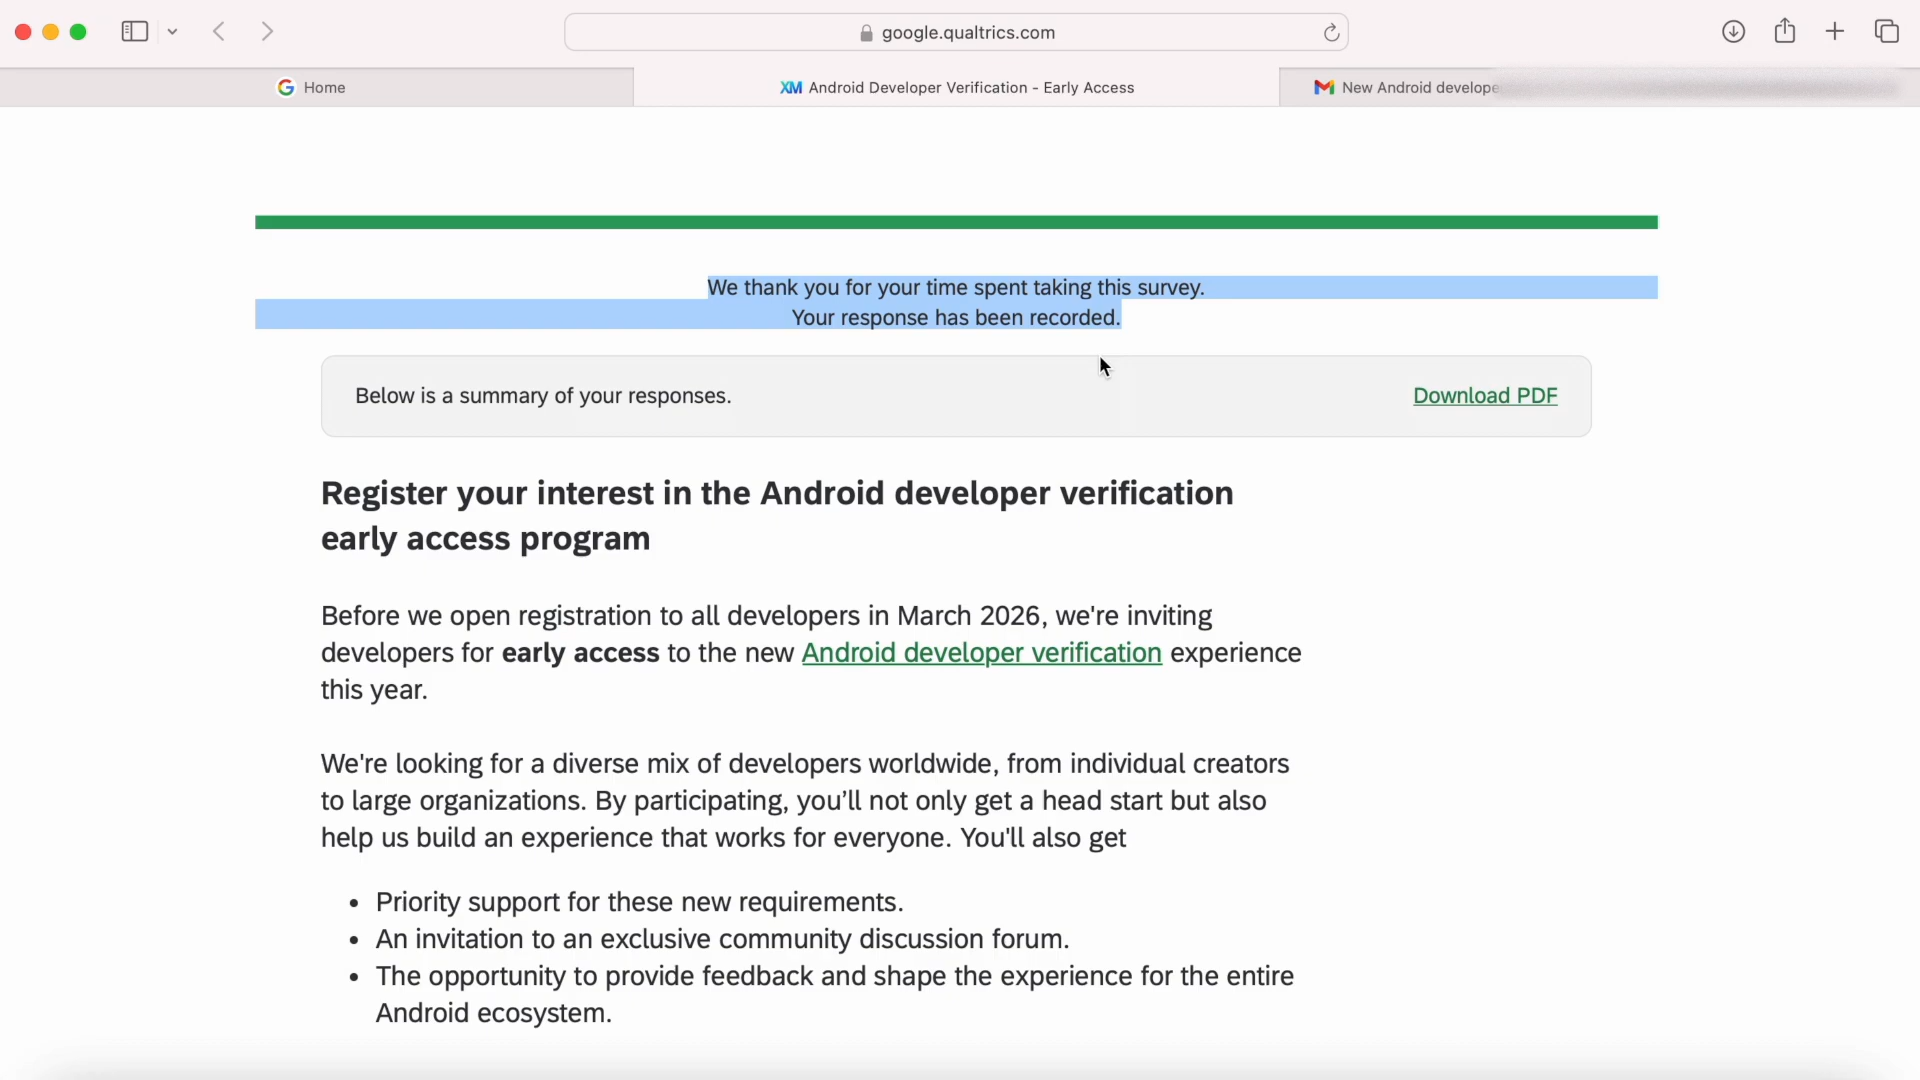 google.qualtrics.com
Home
XM Android Developer Verification - Early Access
New Android develope
We thank you for your time spent taking this survey.
Your response has been recorded.
Below is a summary of your responses.
Download PDF
Register your interest in the Android developer verification
early access program
Before we open registration to all developers in March 2026, we're inviting
developers for early access to the new Android developer verification experience
this year.
We're looking for a diverse mix of developers worldwide, from individual creators
to large organizations. By participating, you’ll not only get a head start but also
help us build an experience that works for everyone. You'll also get
• Priority support for these new requirements.
• An invitation to an exclusive community discussion forum.
• The opportunity to provide feedback and shape the experience for the entire
Android ecosystem.